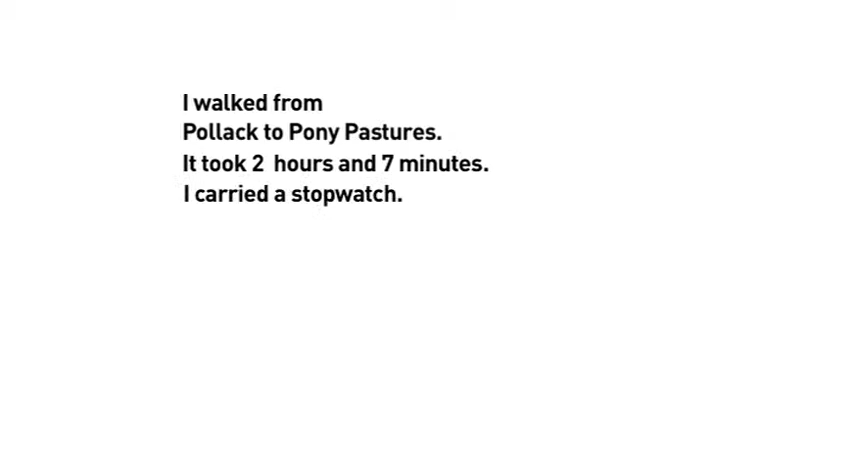 I walked from
Pollack to Pony Pastures.
It took 2  hours and 7 minutes.
I carried a stopwatch.